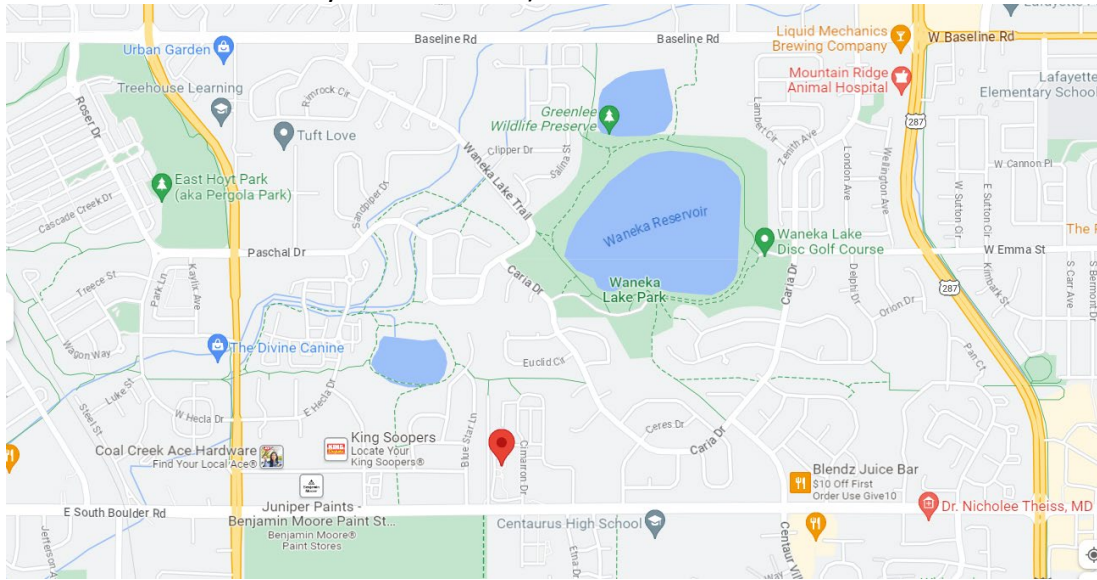 Lafayette
Baseline Rd
Baseline Rd
Liquid Mechanics
Brewing Company
W Baseline Rd
Urban Garden
Roser Dr
Treehouse Learning
Rimrock Cir
Mountain Ridge
Animal Hospital
Lafayette
Elementary School
287
Greenlee
Wildlife Preserve
Lambert Cir
Zenith Ave
Tuft Love
Clipper Dr
Salina St
London Ave
Wellington Ave
W Cannon Pl
Waneka Lake Trail
East Hoyt Park
(aka Pergola Park)
Sandpiper Dr
W Sutton Cir
E Sutton Cir
Cascade Creek Dr
Waneka Reservoir
Waneka Lake
Disc Golf Course
The
Paschal Dr
W Emma St
Treece St
Park Ln
Kaylix Ave
Caria Dr
Waneka
Lake Park
Caria Dr
Delphi Dr
Orion Dr
287
Kimbark St
S Carr Ave
S Bermont Dr
Wagon Way
The Divine Canine
Euclid Cir
Pan Ct
Luke St
Steel St
W Hecla Dr
E Hecla Dr
Blue Star Ln
Cimarron Dr
Ceres Dr
Caria Dr
King Soopers
Locate Your
King Soopers®
Coal Creek Ace Hardware
Find Your Local Ace®
Blendz Juice Bar
$10 Off First
Order Use Give10
E South Boulder Rd
Juniper Paints -
Benjamin Moore Paint St...
Benjamin Moore®
Paint Stores
Centaurus High School
Dr. Nicholee Theiss, MD
Jefferson A
Etna Dr
Centaur Vil
Way